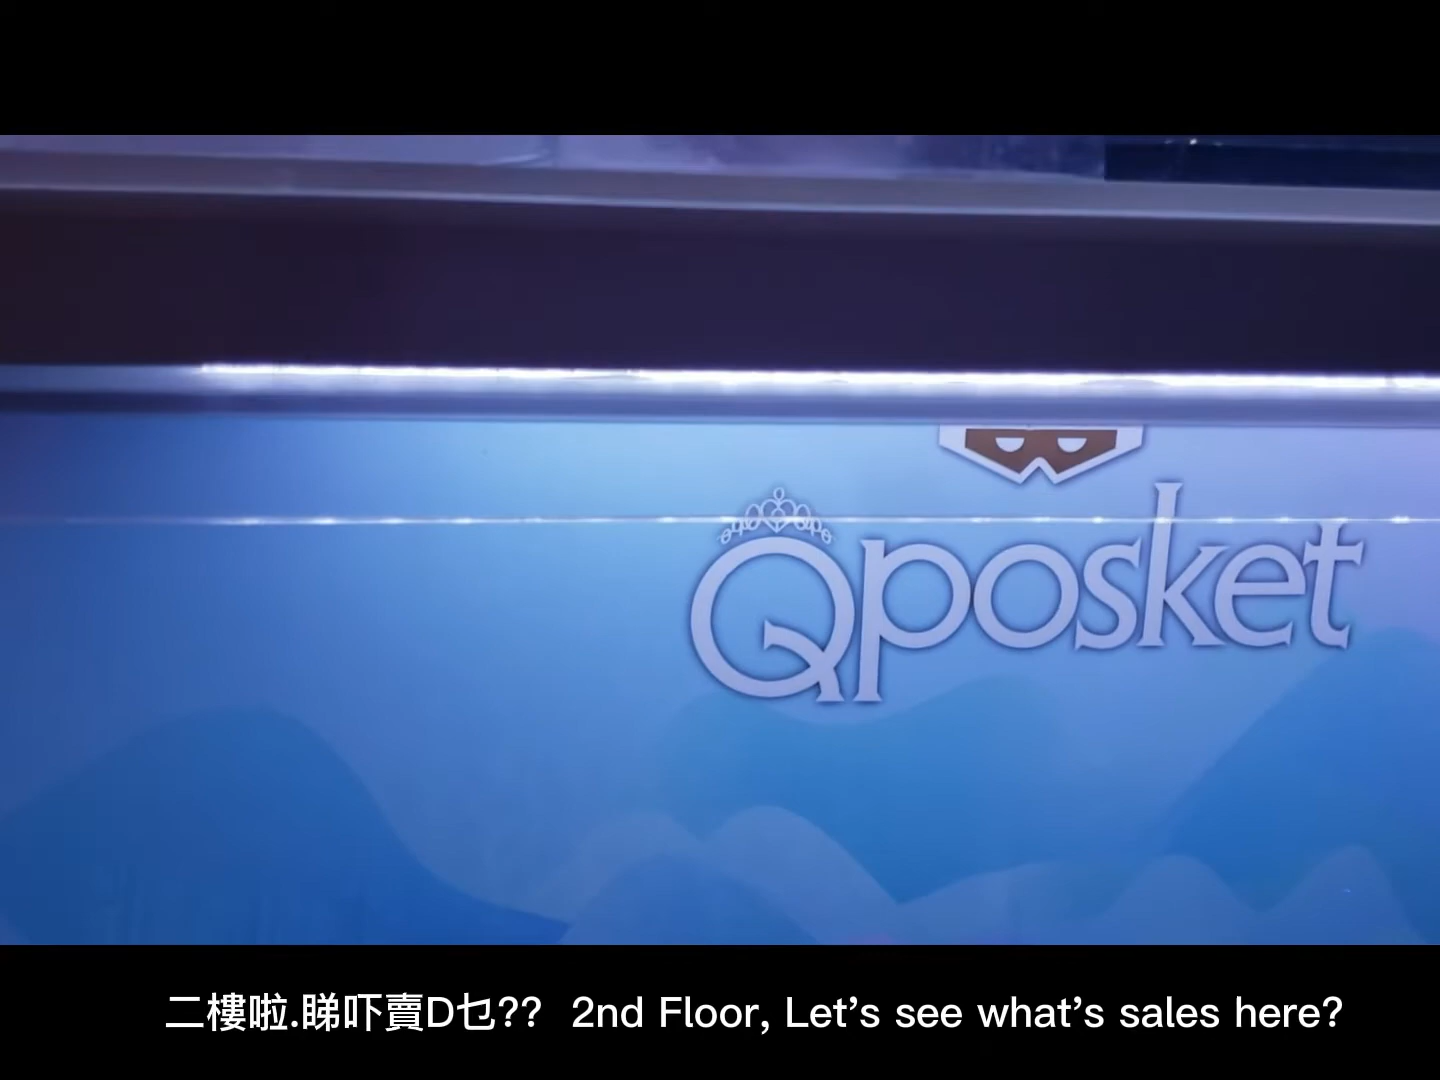 Qposket
二樓啦.睇吓賣D乜?? 2nd Floor, Let’s see what’s sales here?